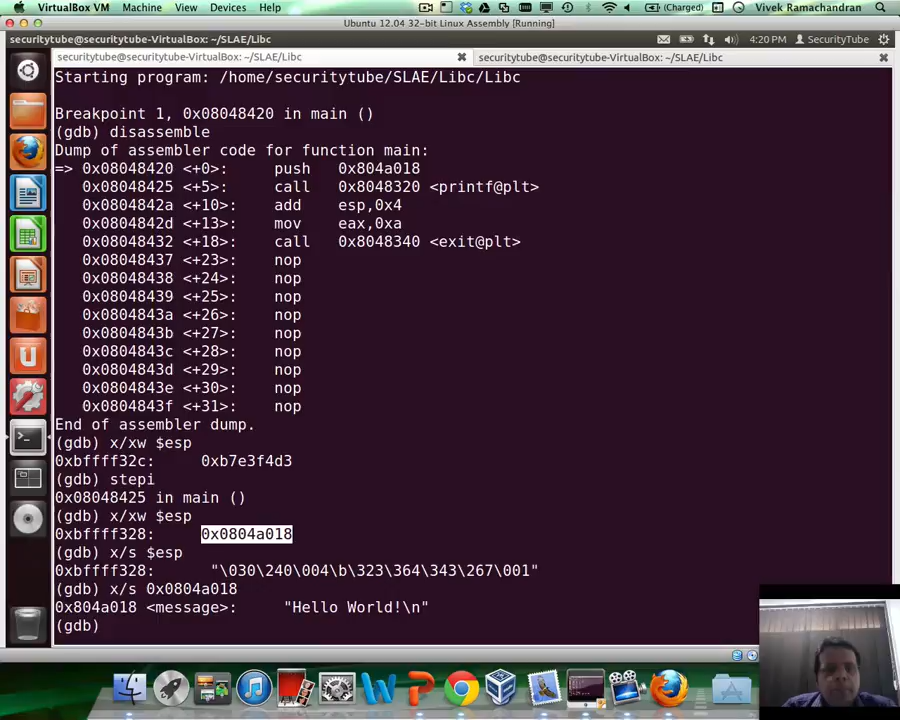 VirtualBox VM Machine View Devices Help (Charged) Vivek Ramachandran
Ubuntu 12.04 32-bit Linux Assembly [Running]
securitytube@securitytube-VirtualBox: ~/SLAE/Libc 4:20 PM SecurityTube
securitytube@securitytube-VirtualBox: ~/SLAE/Libc securitytube@securitytube-VirtualBox: ~/SLAE/Libc
Starting program: /home/securitytube/SLAE/Libc/Libc
Breakpoint 1, 0x08048420 in main ()
(gdb) disassemble
Dump of assembler code for function main:
=> 0x08048420 <+0>: push 0x804a018
0x08048425 <+5>: call 0x8048320 <printf@plt>
0x0804842a <+10>: add esp,0x4
0x0804842d <+13>: mov eax,0xa
0x08048432 <+18>: call 0x8048340 <exit@plt>
0x08048437 <+23>: nop
0x08048438 <+24>: nop
0x08048439 <+25>: nop
0x0804843a <+26>: nop
0x0804843b <+27>: nop
0x0804843c <+28>: nop
0x0804843d <+29>: nop
0x0804843e <+30>: nop
0x0804843f <+31>: nop
End of assembler dump.
(gdb) x/xw $esp
0xbffff32c: 0xb7e3f4d3
(gdb) stepi
0x08048425 in main ()
(gdb) x/xw $esp
0xbffff328: 0x0804a018
(gdb) x/s $esp
0xbffff328: "\030\240\004\b\323\364\343\267\001"
(gdb) x/s 0x0804a018
0x804a018 <message>: "Hello World!\n"
(gdb)